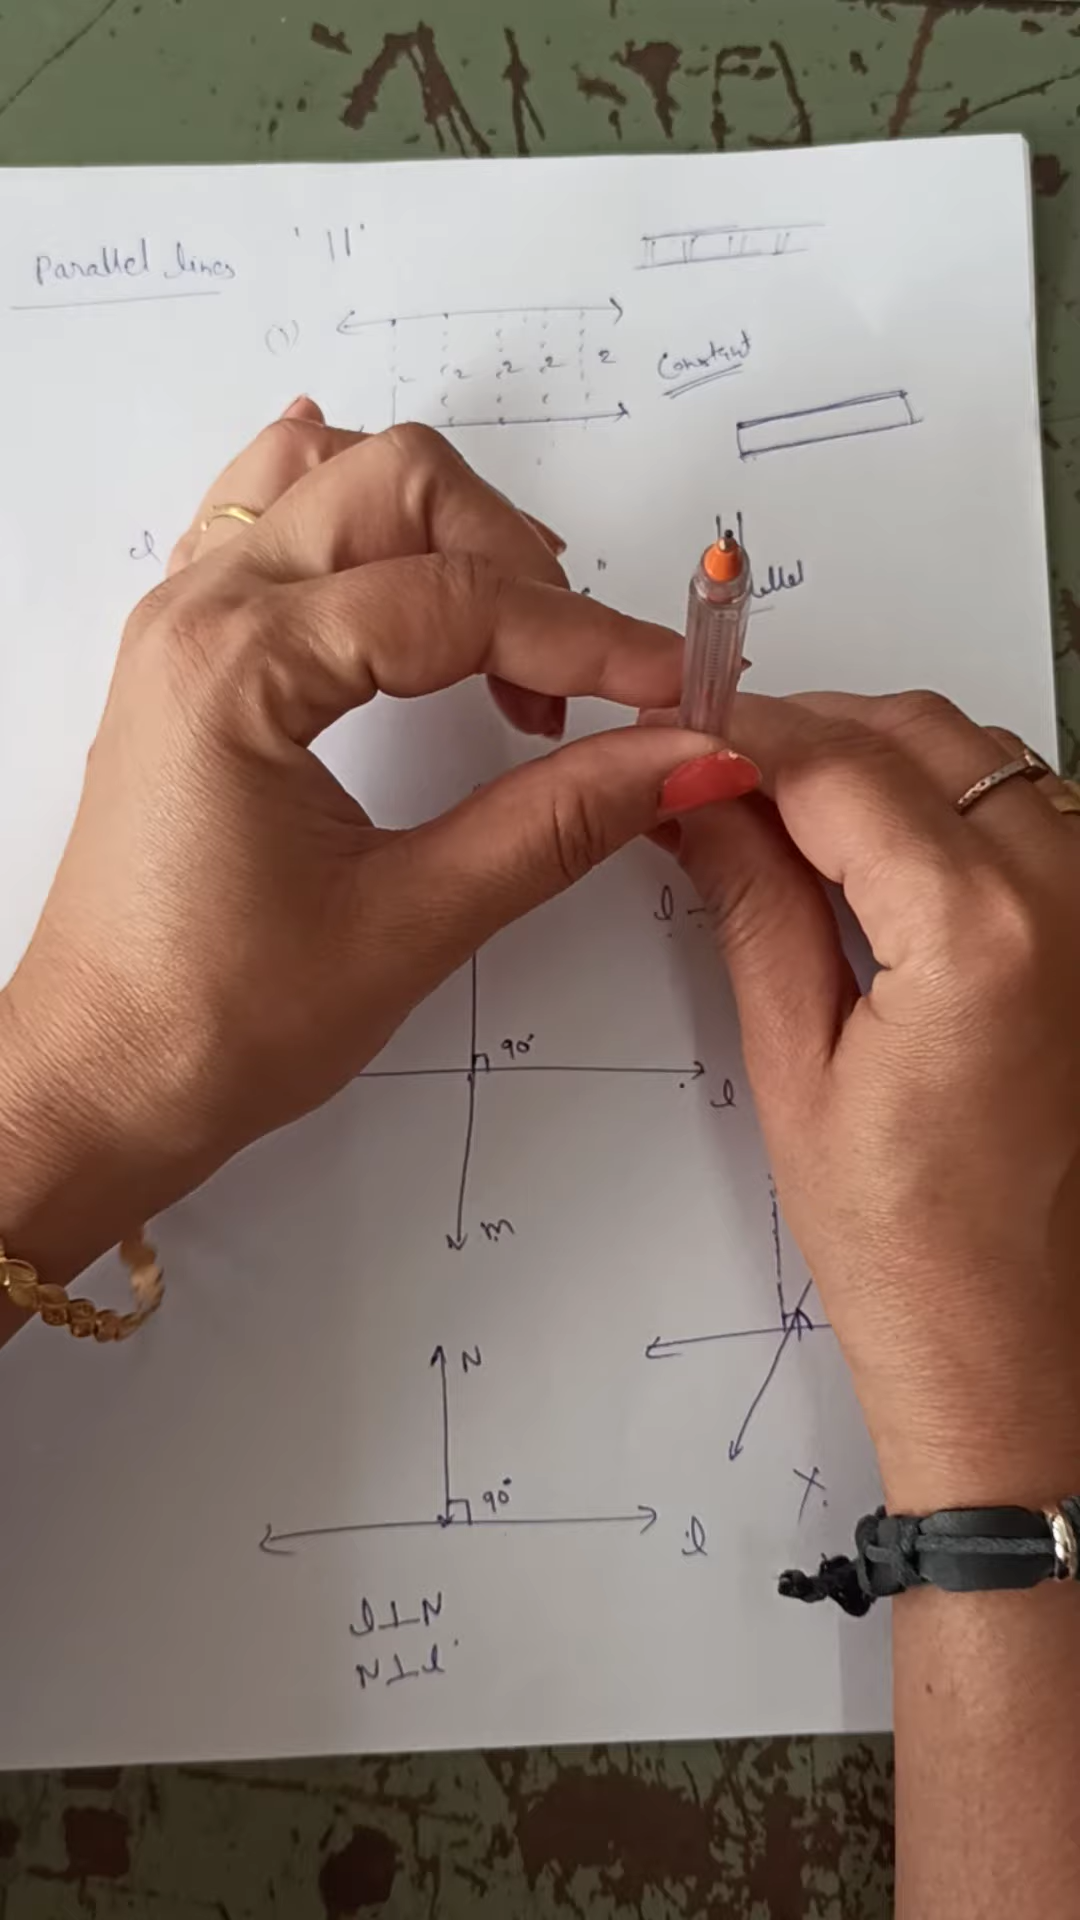 Parallel lines ' || '
(1)
2 2 2 2
Constant
l
"
l
90°
l
m
N
90°
l
X.
l⊥N
N⊥l